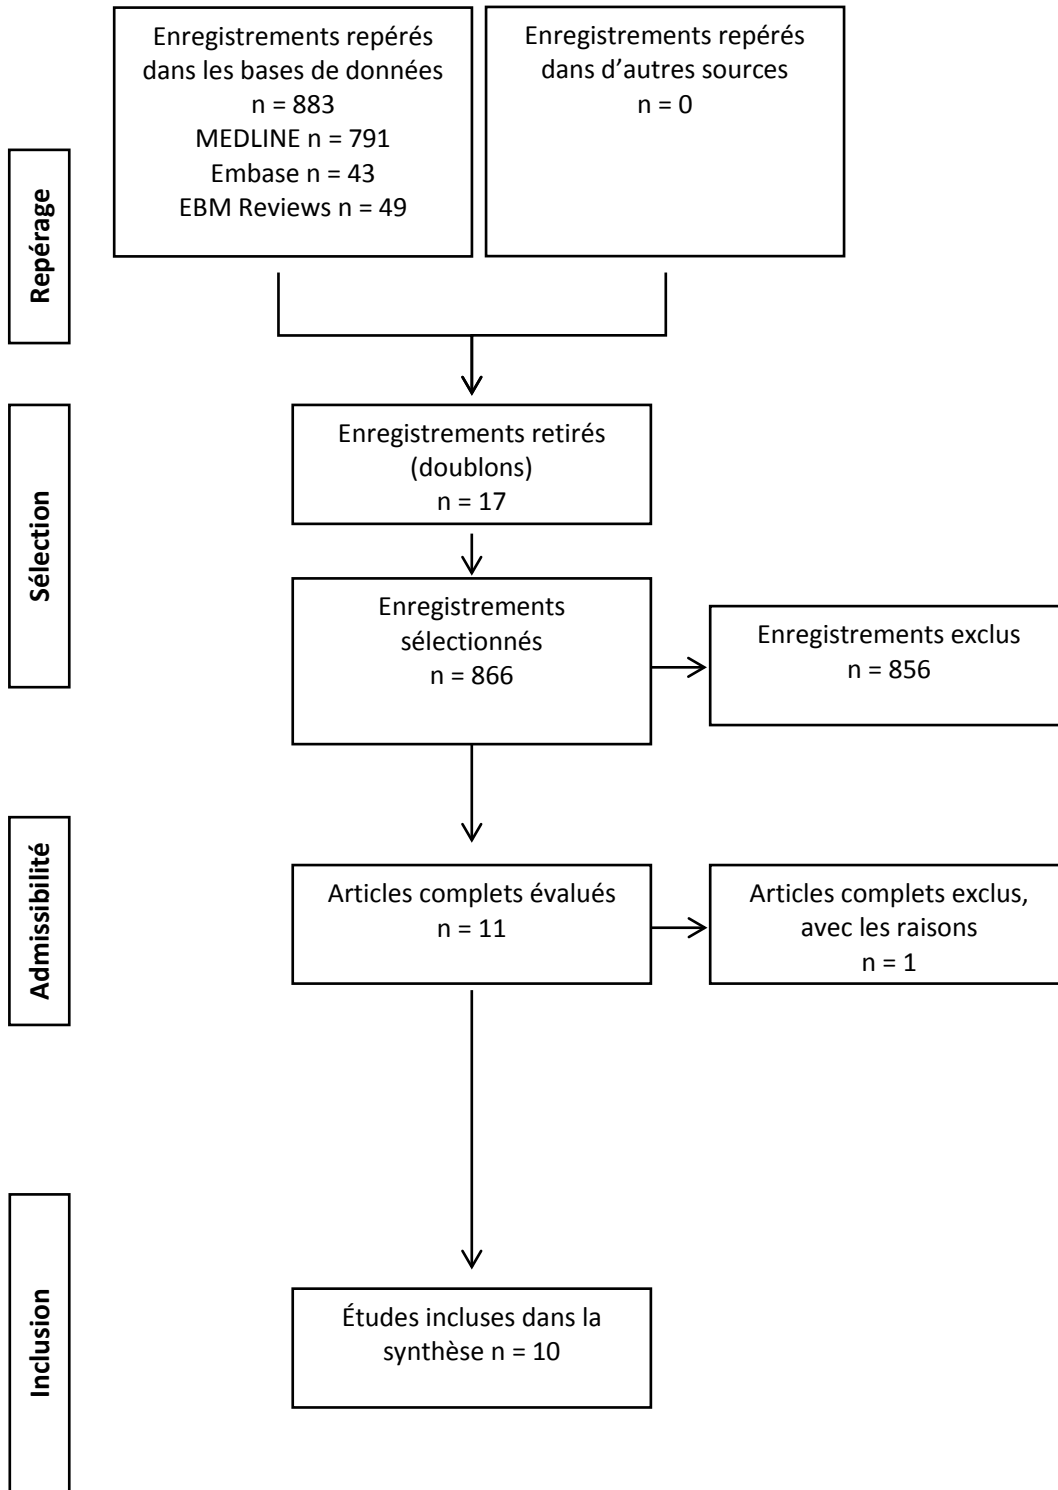 Enregistrements repérés
dans les bases de données
n = 883
MEDLINE n = 791
Embase n = 43
EBM Reviews n = 49
Enregistrements repérés
dans d’autres sources
n = 0
Repérage
Enregistrements retirés
(doublons)
n = 17
Sélection
Enregistrements
sélectionnés
n = 866
Enregistrements exclus
n = 856
Admissibilité
Articles complets évalués
n = 11
Articles complets exclus,
avec les raisons
n = 1
Inclusion
Études incluses dans la
synthèse n = 10